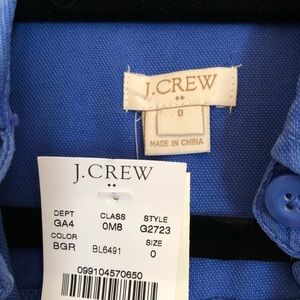 J.CREW
0
MADE IN CHINA
J.CREW
DEPT CLASS STYLE
GA4 0M8 G2723
COLOR SIZE
BGR BL6491 0
099104570650